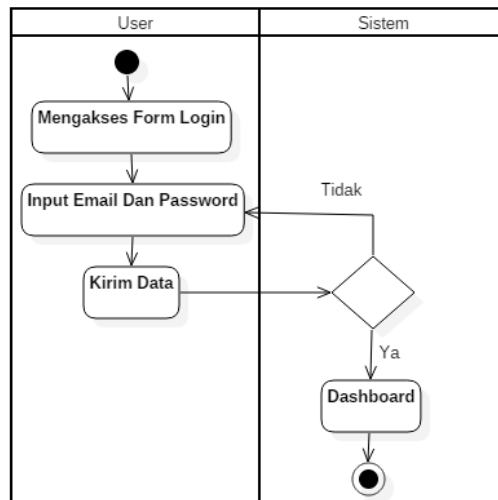 User
Sistem
Mengakses Form Login
Input Email Dan Password
Tidak
Kirim Data
Ya
Dashboard